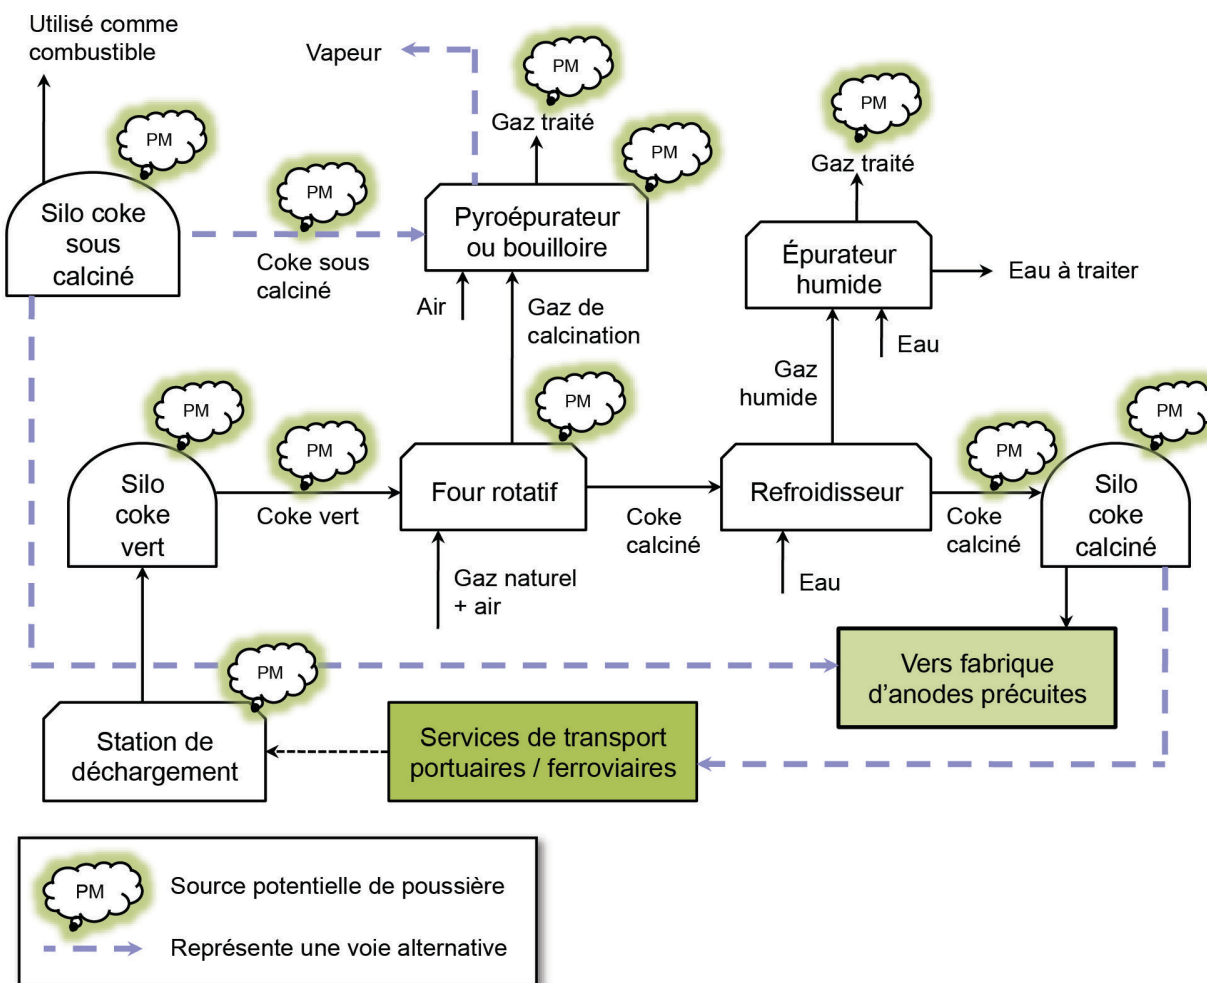 Utilisé comme
combustible
Vapeur
PM
Gaz traité
PM
PM
Gaz traité
PM
PM
Silo coke
sous
calciné
Coke sous
calciné
Pyroépurateur
ou bouilloire
Épurateur
humide
Eau à traiter
Air
Gaz de
calcination
Eau
Gaz
humide
PM
PM
PM
PM
PM
Silo
coke
vert
Coke vert
Four rotatif
Coke
calciné
Refroidisseur
Coke
calciné
Silo
coke
calciné
Gaz naturel
+ air
Eau
PM
Vers fabrique
d’anodes précuites
Station de
déchargement
Services de transport
portuaires / ferroviaires
PM
Source potentielle de poussière
Représente une voie alternative